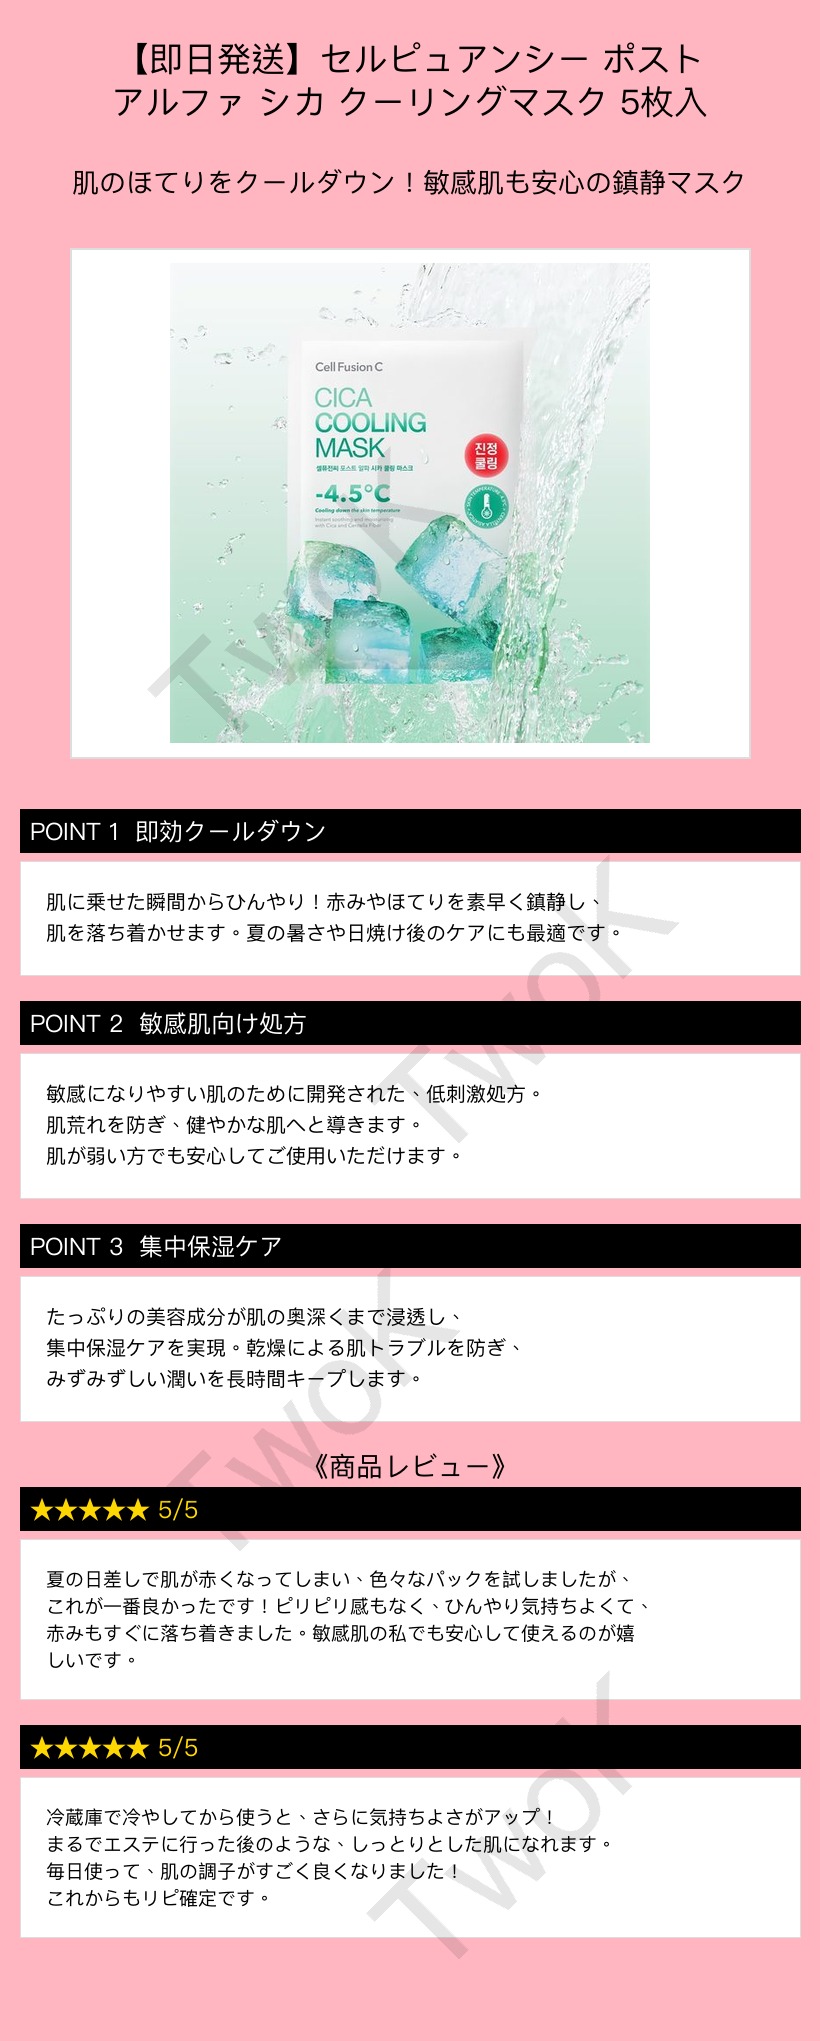 【即日発送】セルピュアンシー ポスト
アルファ シカ クーリングマスク 5枚入
肌のほてりをクールダウン！敏感肌も安心の鎮静マスク
Cell Fusion C
CICA
COOLING
MASK
셀퓨전씨 포스트 알파 시카 쿨링 마스크
-4.5°C
Cooling down the skin temperature
Instant soothing and moisturizing
with Cica and Centella Fiber
진정
쿨링
POINT 1 即効クールダウン
肌に乗せた瞬間からひんやり！赤みやほてりを素早く鎮静し、
肌を落ち着かせます。夏の暑さや日焼け後のケアにも最適です。
POINT 2 敏感肌向け処方
敏感になりやすい肌のために開発された、低刺激処方。
肌荒れを防ぎ、健やかな肌へと導きます。
肌が弱い方でも安心してご使用いただけます。
POINT 3 集中保湿ケア
たっぷりの美容成分が肌の奥深くまで浸透し、
集中保湿ケアを実現。乾燥による肌トラブルを防ぎ、
みずみずしい潤いを長時間キープします。
《商品レビュー》
★★★★★ 5/5
夏の日差しで肌が赤くなってしまい、色々なパックを試しましたが、
これが一番良かったです！ピリピリ感もなく、ひんやり気持ちよくて、
赤みもすぐに落ち着きました。敏感肌の私でも安心して使えるのが嬉
しいです。
★★★★★ 5/5
冷蔵庫で冷やしてから使うと、さらに気持ちよさがアップ！
まるでエステに行った後のような、しっとりとした肌になれます。
毎日使って、肌の調子がすごく良くなりました！
これからもリピ確定です。
TwoK
TwoK
TwoK
TwoK